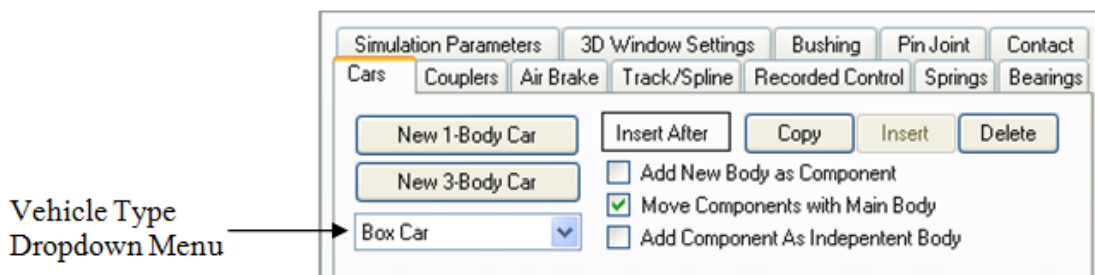 Simulation Parameters 3D Window Settings Bushing Pin Joint Contact
Cars Couplers Air Brake Track/Spline Recorded Control Springs Bearings
New 1-Body Car Insert After Copy Insert Delete
Add New Body as Component
New 3-Body Car
Move Components with Main Body
Vehicle Type
Dropdown Menu
Box Car
Add Component As Indepentent Body